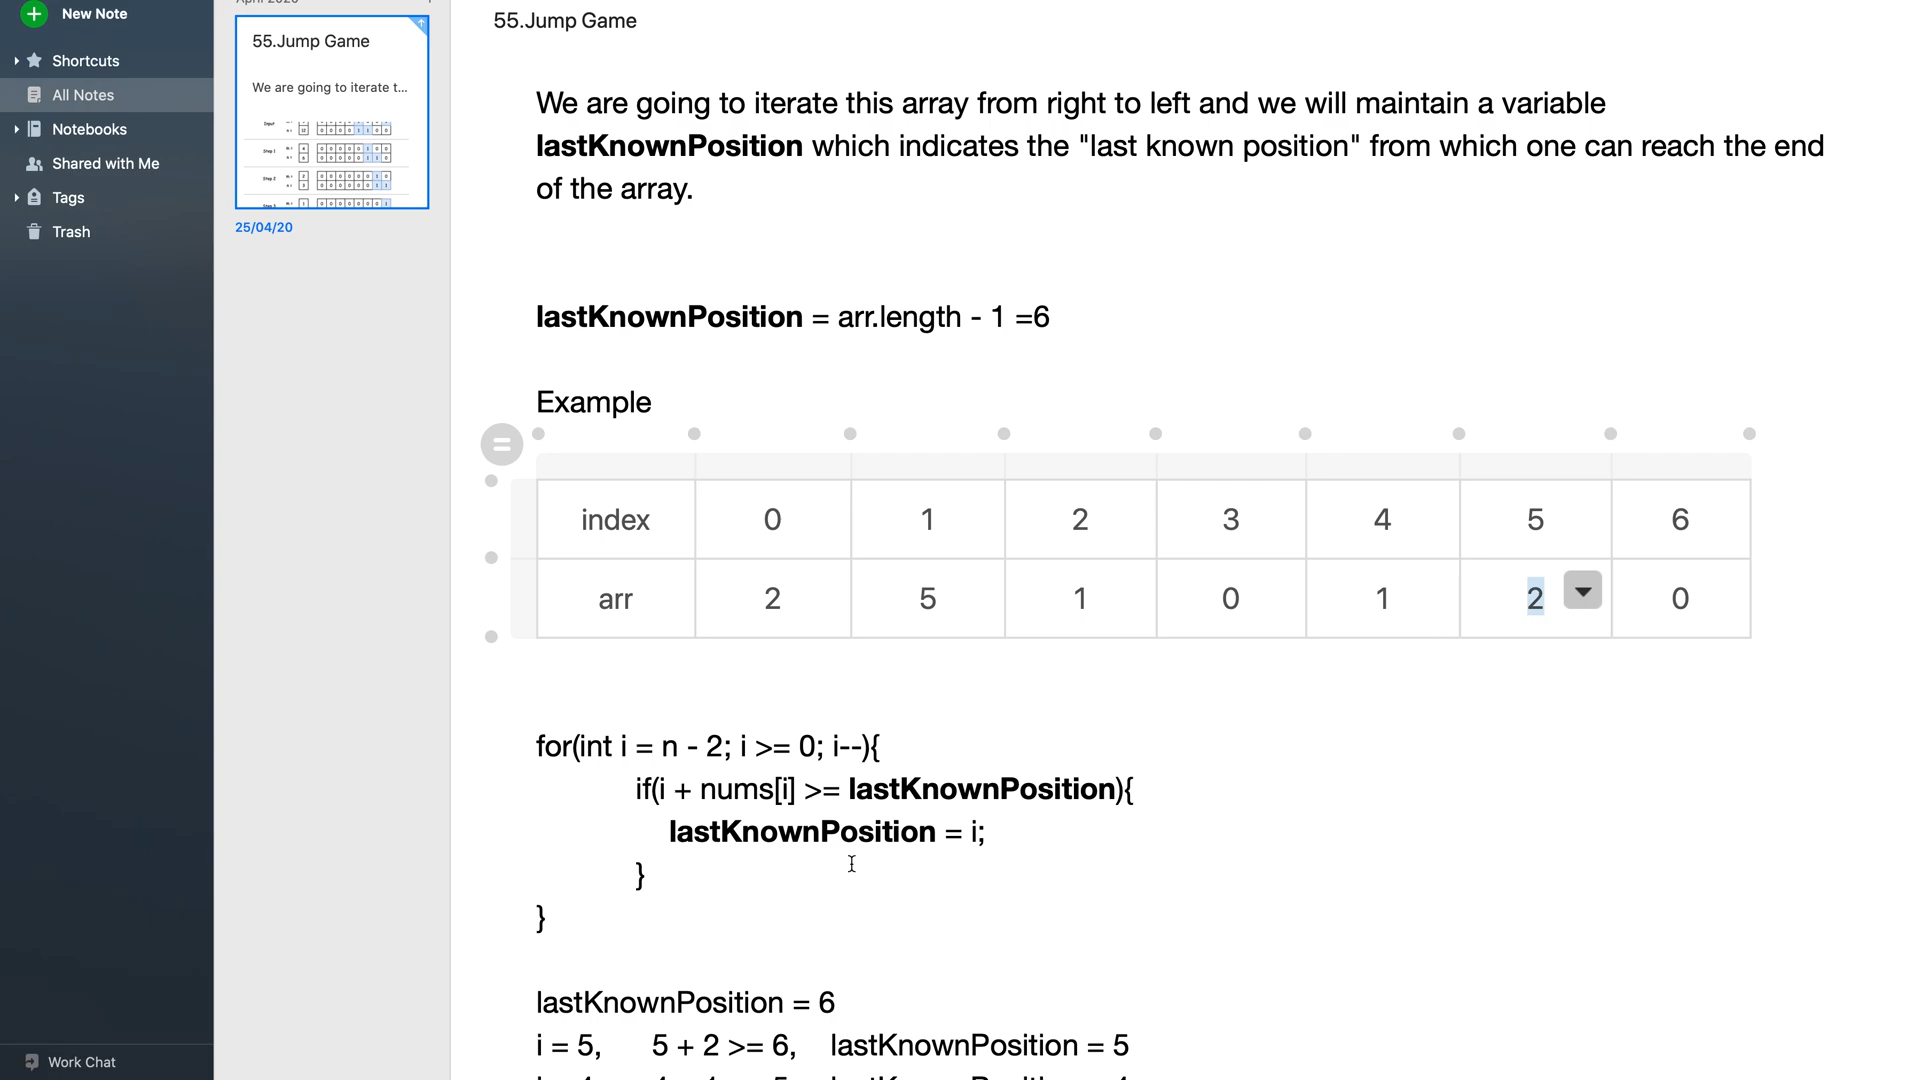 New Note
Shortcuts
All Notes
Notebooks
Shared with Me
Tags
Trash
Work Chat
April 2020
55.Jump Game
We are going to iterate t...
25/04/20
55.Jump Game
We are going to iterate this array from right to left and we will maintain a variable
lastKnownPosition which indicates the "last known position" from which one can reach the end
of the array.
lastKnownPosition = arr.length - 1 =6
Example
index 0 1 2 3 4 5 6
arr 2 5 1 0 1 2 0
for(int i = n - 2; i >= 0; i--){
if(i + nums[i] >= lastKnownPosition){
lastKnownPosition = i;
}
}
lastKnownPosition = 6
i = 5, 5 + 2 >= 6, lastKnownPosition = 5